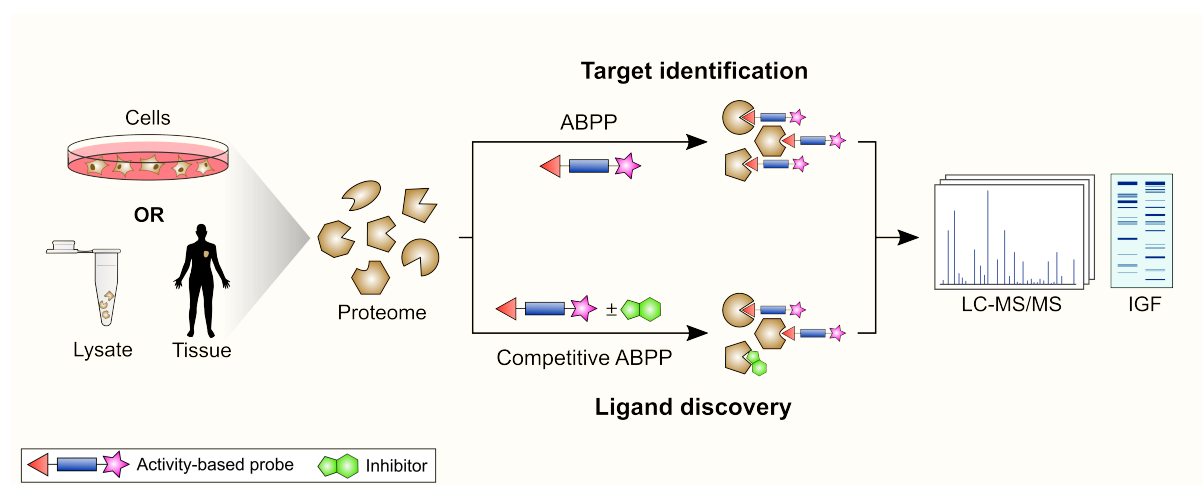 Target identification
Cells
ABPP
OR
Proteome
±
LC-MS/MS
IGF
Lysate
Tissue
Competitive ABPP
Ligand discovery
Activity-based probe
Inhibitor